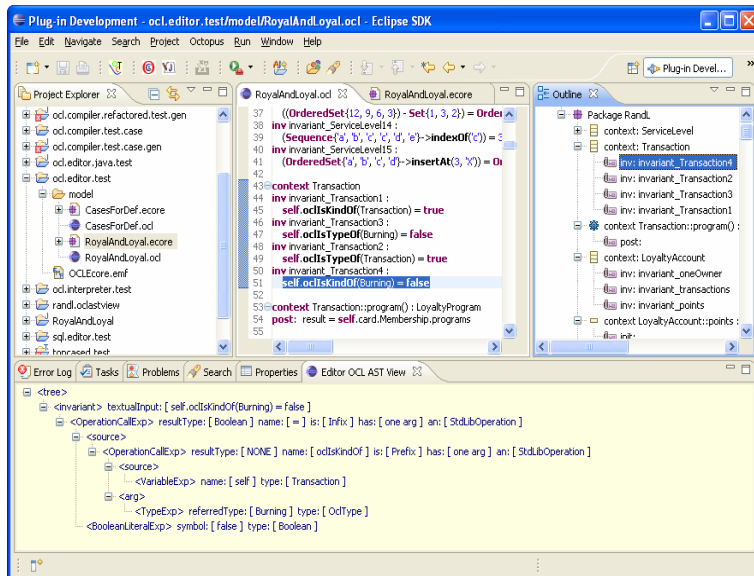 Plug-in Development - ocl.editor.test/model/RoyalAndLoyal.ocl - Eclipse SDK
File Edit Navigate Search Project Octopus Run Window Help
Plug-in Devel...
Project Explorer
ocl.compiler.refactored.test.gen
ocl.compiler.test.case
ocl.compiler.test.case.gen
ocl.editor.java.test
ocl.editor.test
model
CasesForDef.ecore
CasesForDef.ocl
RoyalAndLoyal.ecore
RoyalAndLoyal.ocl
OCLEcore.emf
ocl.interpreter.test
randl.oclastview
RoyalAndLoyal
sql.editor.test
topcased.test
RoyalAndLoyal.ocl RoyalAndLoyal.ecore
37 ((OrderedSet{12, 9, 6, 3}) - Set{1, 3, 2}) = Order
38 inv invariant_ServiceLevel14 :
39 (Sequence{'a', 'b', 'c', 'c', 'd', 'e'}->indexOf('c')) = 3
40 inv invariant_ServiceLevel15 :
41 (OrderedSet{'a', 'b', 'c', 'd'}->insertAt(3, 'X')) = Or
42
43 context Transaction
44 inv invariant_Transaction1 :
45 self.oclIsKindOf(Transaction) = true
46 inv invariant_Transaction3 :
47 self.oclIsTypeOf(Burning) = false
48 inv invariant_Transaction2 :
49 self.oclIsTypeOf(Transaction) = true
50 inv invariant_Transaction4 :
51 self.oclIsKindOf(Burning) = false
52
53 context Transaction::program() : LoyaltyProgram
54 post: result = self.card.Membership.programs
55
Outline
Package RandL
context: ServiceLevel
context: Transaction
inv: invariant_Transaction4
inv: invariant_Transaction2
inv: invariant_Transaction3
inv: invariant_Transaction1
context Transaction::program() :
post:
context: LoyaltyAccount
inv: invariant_oneOwner
inv: invariant_transactions
inv: invariant_points
context LoyaltyAccount::points :
init:
Error Log Tasks Problems Search Properties Editor OCL AST View
<tree>
<invariant> textualInput: [ self.oclIsKindOf(Burning) = false ]
<OperationCallExp> resultType: [ Boolean ] name: [ = ] is: [ Infix ] has: [ one arg ] an: [ StdLibOperation ]
<source>
<OperationCallExp> resultType: [ NONE ] name: [ oclIsKindOf ] is: [ Prefix ] has: [ one arg ] an: [ StdLibOperation ]
<source>
<VariableExp> name: [ self ] type: [ Transaction ]
<arg>
<TypeExp> referredType: [ Burning ] type: [ OclType ]
<BooleanLiteralExp> symbol: [ false ] type: [ Boolean ]